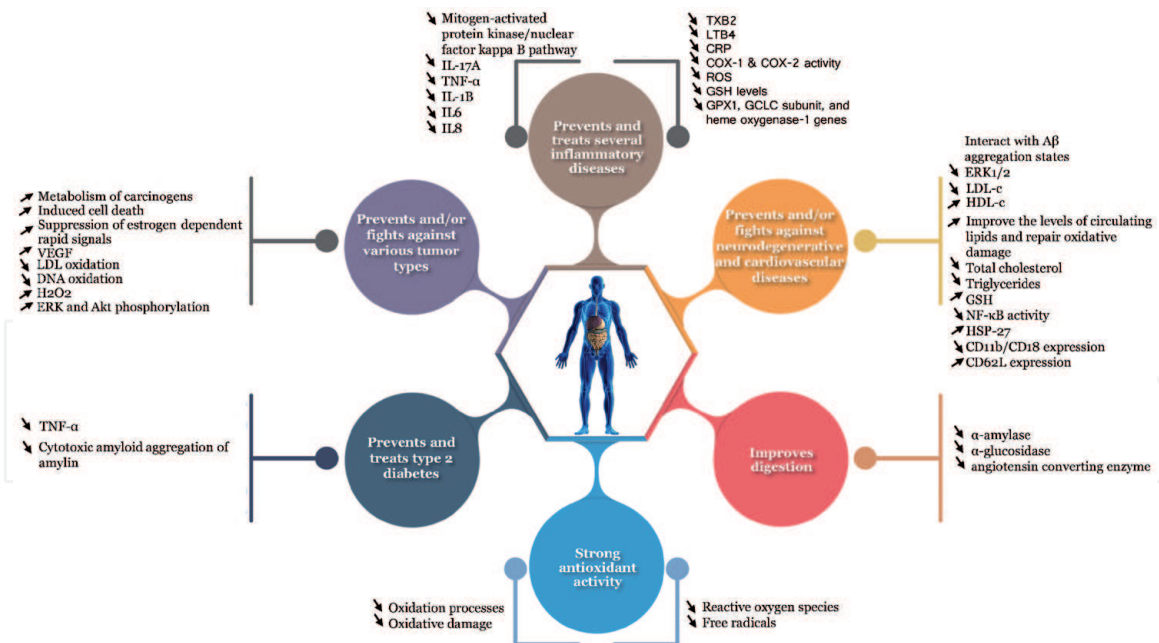 Mitogen-activated
protein kinase/nuclear
factor kappa B pathway
IL-17A
TNF-α
IL-1B
IL6
IL8
TXB2
LTB4
CRP
COX-1 & COX-2 activity
ROS
GSH levels
GPX1, GCLC subunit, and
heme oxygenase-1 genes
Prevents and
treats several
inflammatory
diseases
Metabolism of carcinogens
Induced cell death
Suppression of estrogen dependent
rapid signals
VEGF
LDL oxidation
DNA oxidation
H2O2
ERK and Akt phosphorylation
Prevents and/or
fights against
various tumor
types
Prevents and/or
fights against
neurodegenerative
and cardiovascular
diseases
Interact with Aβ
aggregation states
ERK1/2
LDL-c
HDL-c
Improve the levels of circulating
lipids and repair oxidative
damage
Total cholesterol
Triglycerides
GSH
NF-κB activity
HSP-27
CD11b/CD18 expression
CD62L expression
TNF-α
Cytotoxic amyloid aggregation of
amylin
Prevents and
treats type 2
diabetes
Improves
digestion
α-amylase
α-glucosidase
angiotensin converting enzyme
Strong
antioxidant
activity
Oxidation processes
Oxidative damage
Reactive oxygen species
Free radicals